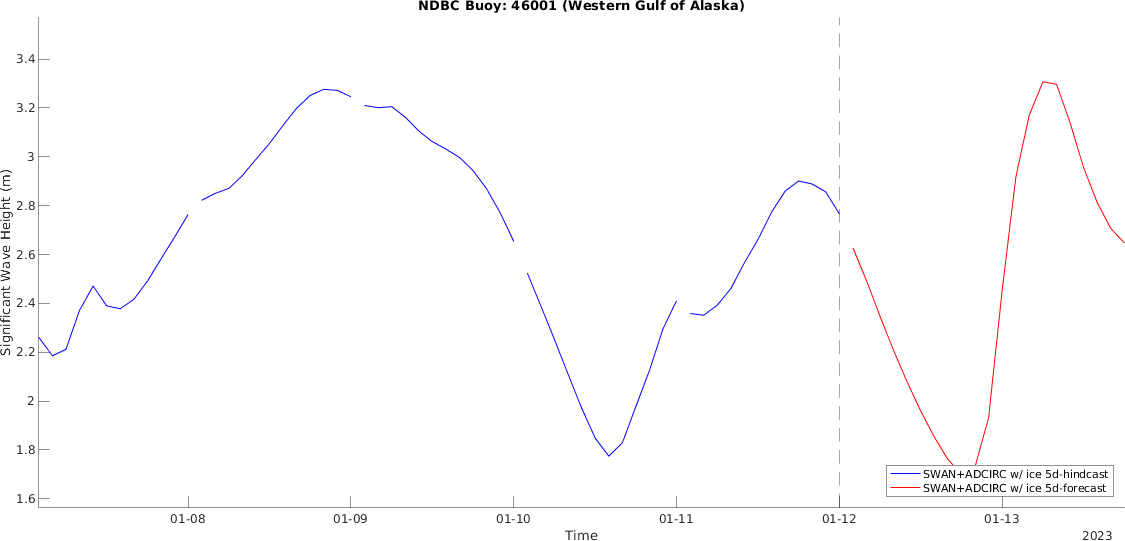 NDBC Buoy: 46001 (Western Gulf of Alaska)
Significant Wave Height (m)
3.4
3.2
3
2.8
2.6
2.4
2.2
2
1.8
1.6
SWAN+ADCIRC w/ ice 5d-hindcast
SWAN+ADCIRC w/ ice 5d-forecast
01-08 01-09 01-10 01-11 01-12 01-13
Time
2023